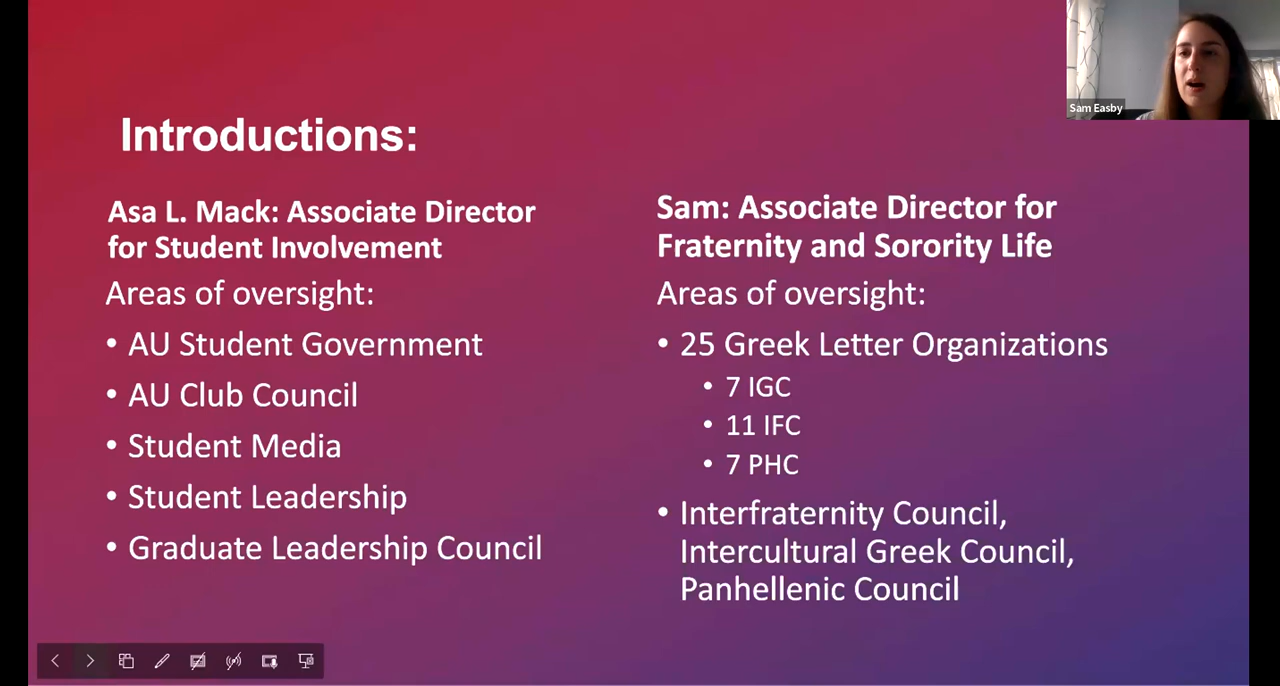 Sam Easby
Introductions:
Asa L. Mack: Associate Director
for Student Involvement
Areas of oversight:
• AU Student Government
• AU Club Council
• Student Media
• Student Leadership
• Graduate Leadership Council
Sam: Associate Director for
Fraternity and Sorority Life
Areas of oversight:
• 25 Greek Letter Organizations
• 7 IGC
• 11 IFC
• 7 PHC
• Interfraternity Council,
Intercultural Greek Council,
Panhellenic Council